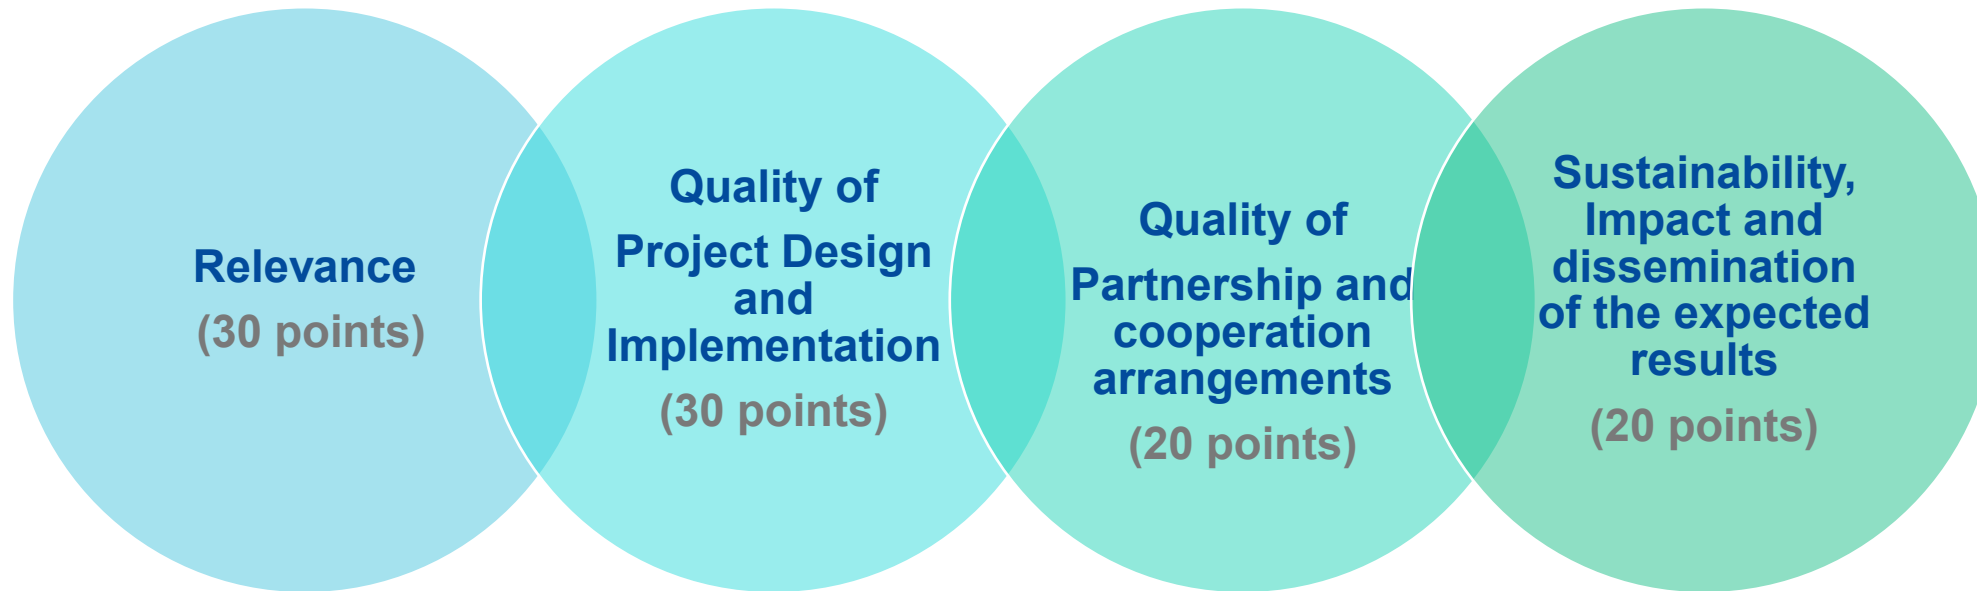 Relevance
(30 points)
Quality of
Project Design
and
Implementation
(30 points)
Quality of
Partnership and
cooperation
arrangements
(20 points)
Sustainability,
Impact and
dissemination
of the expected
results
(20 points)